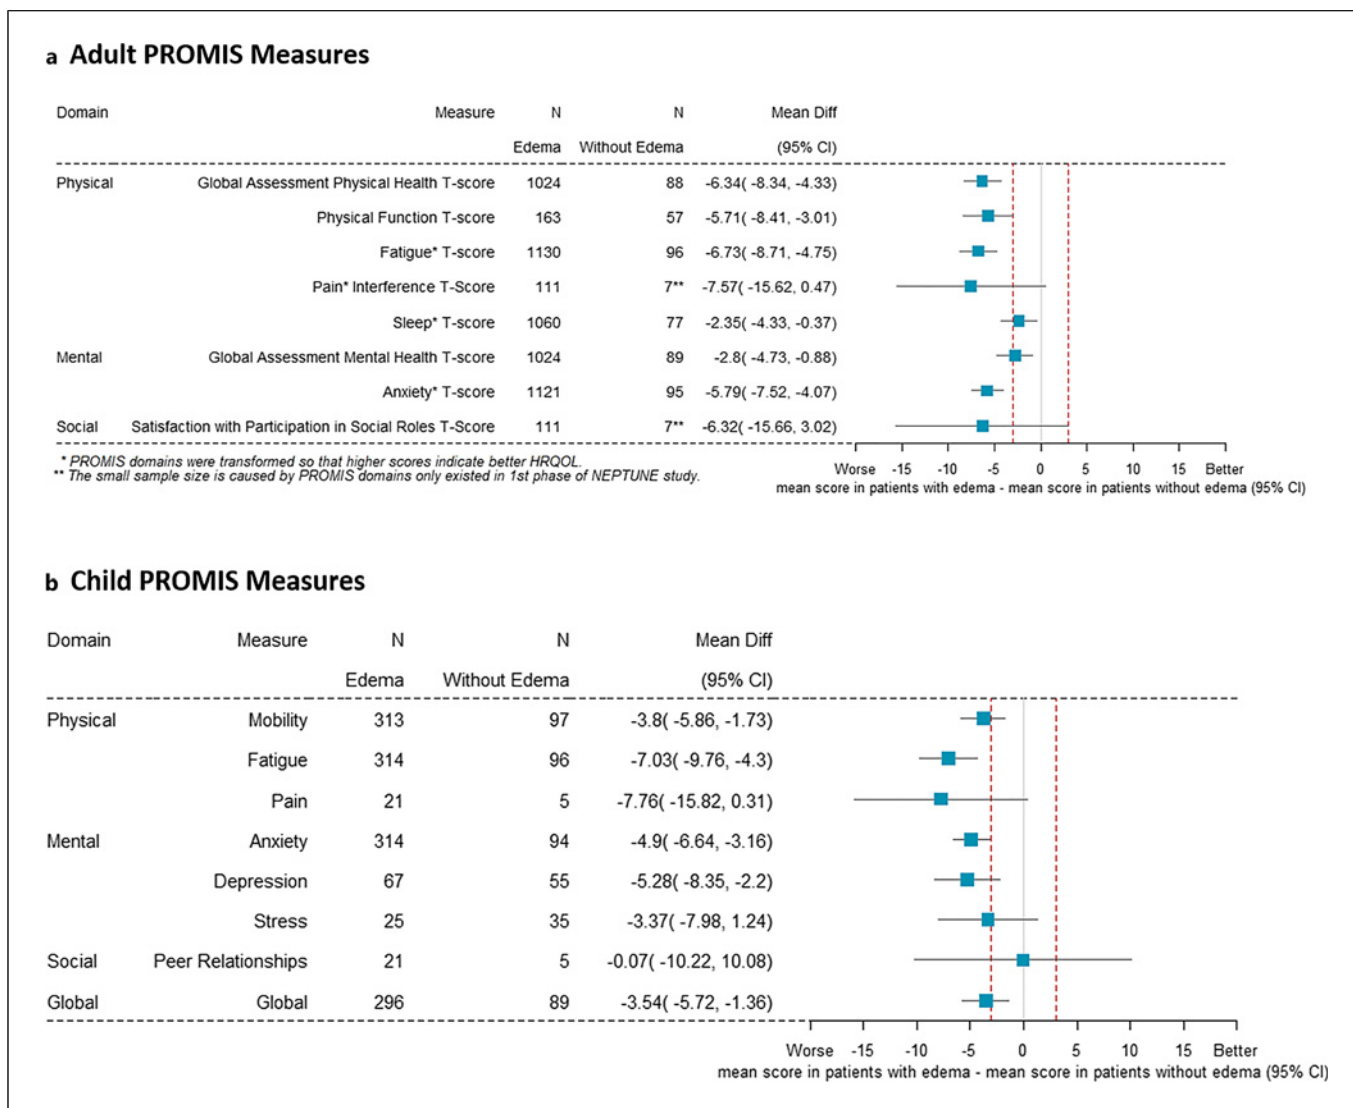 a Adult PROMIS Measures
Domain Measure N N Mean Diff
Edema Without Edema (95% CI)
Physical Global Assessment Physical Health T-score 1024 88 -6.34( -8.34, -4.33)
Physical Function T-score 163 57 -5.71( -8.41, -3.01)
Fatigue* T-score 1130 96 -6.73( -8.71, -4.75)
Pain* Interference T-Score 111 7** -7.57( -15.62, 0.47)
Sleep* T-score 1060 77 -2.35( -4.33, -0.37)
Mental Global Assessment Mental Health T-score 1024 89 -2.8( -4.73, -0.88)
Anxiety* T-score 1121 95 -5.79( -7.52, -4.07)
Social Satisfaction with Participation in Social Roles T-Score 111 7** -6.32( -15.66, 3.02)
* PROMIS domains were transformed so that higher scores indicate better HRQOL.
** The small sample size is caused by PROMIS domains only existed in 1st phase of NEPTUNE study.
Worse -15 -10 -5 0 5 10 15 Better
mean score in patients with edema - mean score in patients without edema (95% CI)
b Child PROMIS Measures
Domain Measure N N Mean Diff
Edema Without Edema (95% CI)
Physical Mobility 313 97 -3.8( -5.86, -1.73)
Fatigue 314 96 -7.03( -9.76, -4.3)
Pain 21 5 -7.76( -15.82, 0.31)
Mental Anxiety 314 94 -4.9( -6.64, -3.16)
Depression 67 55 -5.28( -8.35, -2.2)
Stress 25 35 -3.37( -7.98, 1.24)
Social Peer Relationships 21 5 -0.07( -10.22, 10.08)
Global Global 296 89 -3.54( -5.72, -1.36)
Worse -15 -10 -5 0 5 10 15 Better
mean score in patients with edema - mean score in patients without edema (95% CI)